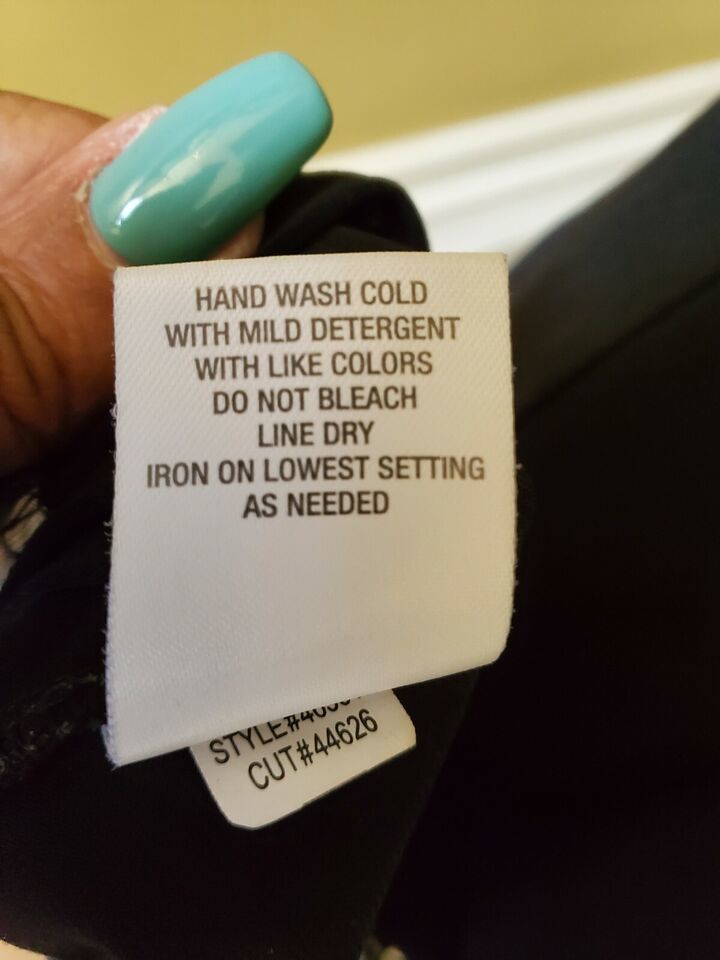 HAND WASH COLD
WITH MILD DETERGENT
WITH LIKE COLORS
DO NOT BLEACH
LINE DRY
IRON ON LOWEST SETTING
AS NEEDED
CUT#44626